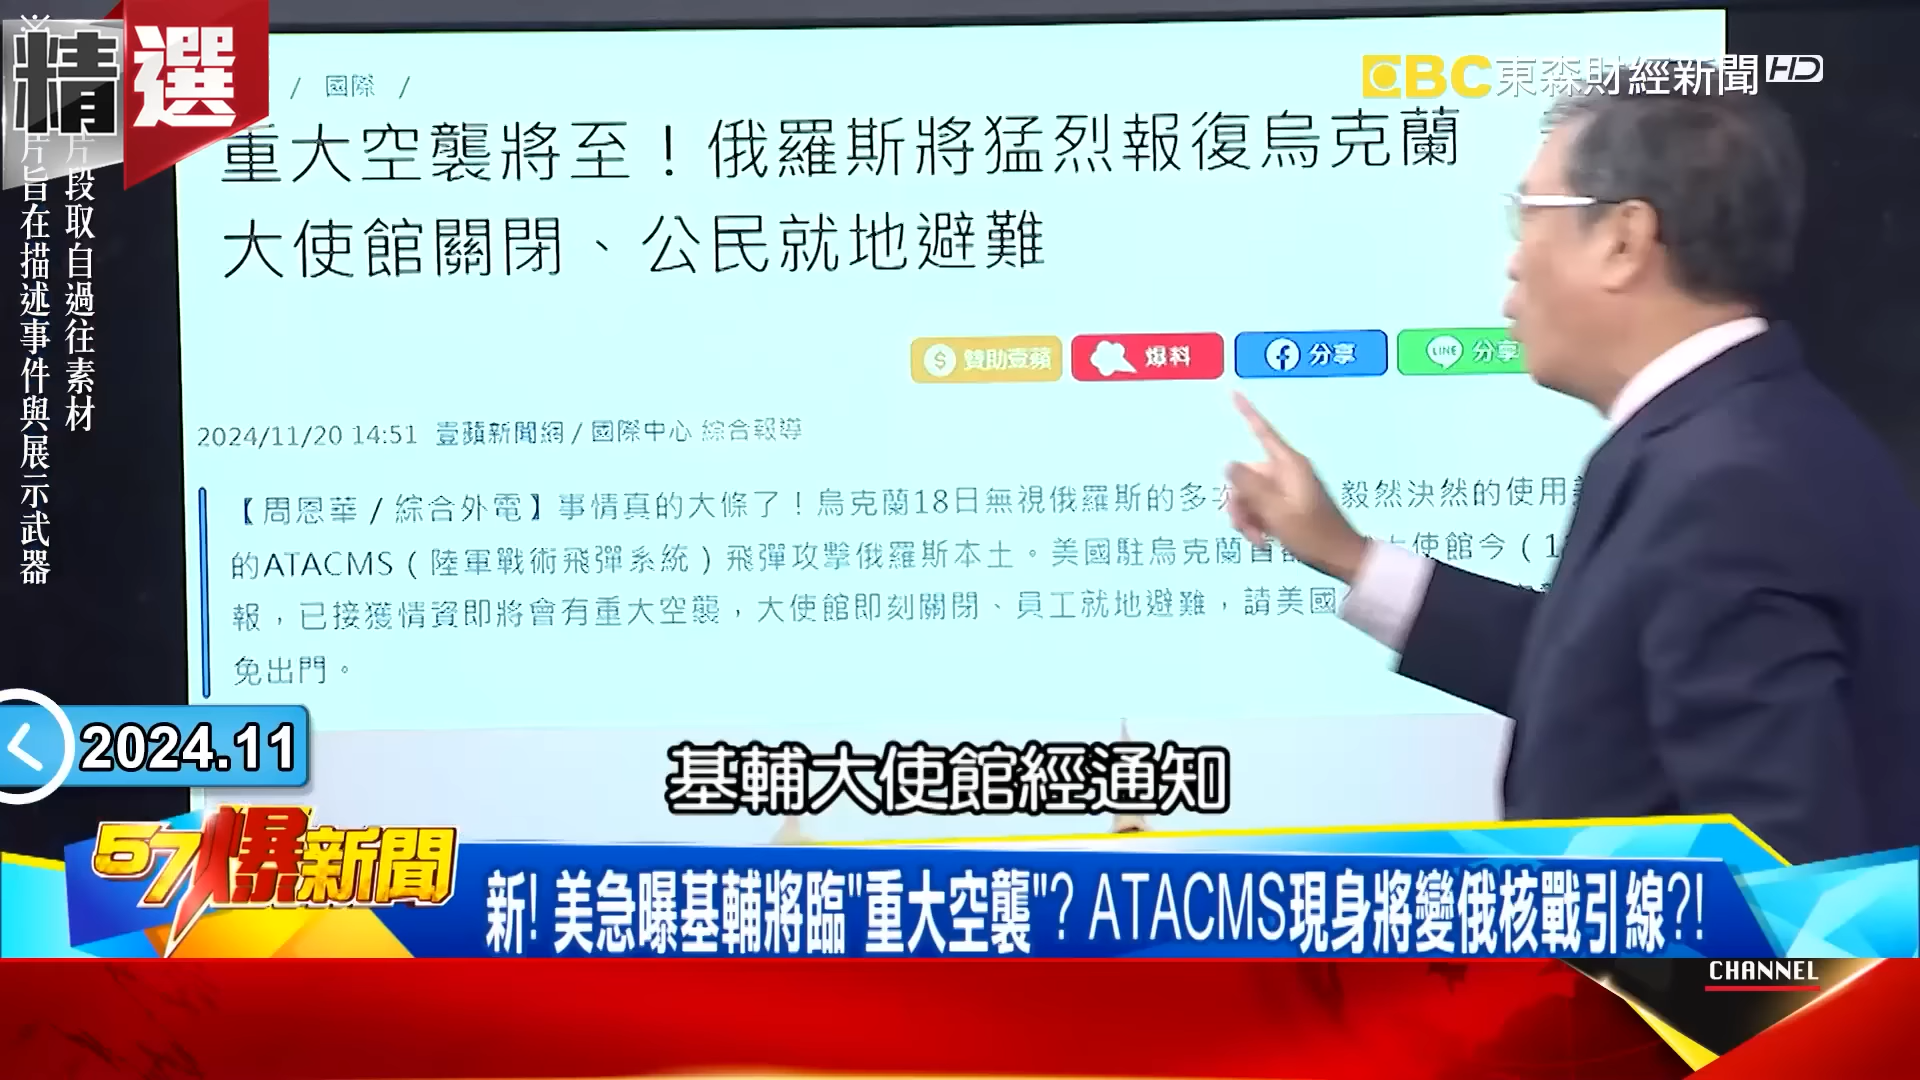 精選
※
片段取自過往素材
片旨在描述事件與展示武器
EBC東森財經新聞HD
/ 國際 /
重大空襲將至！俄羅斯將猛烈報復烏克蘭
大使館關閉、公民就地避難
$ 贊助壹蘋
爆料
f 分享
LINE 分享
2024/11/20 14:51 壹蘋新聞網 / 國際中心 綜合報導
【周恩華／綜合外電】事情真的大條了！烏克蘭18日無視俄羅斯的多次 毅然決然的使用
的ATACMS（陸軍戰術飛彈系統）飛彈攻擊俄羅斯本土。美國駐烏克蘭首 大使館今（1
報，已接獲情資即將會有重大空襲，大使館即刻關閉、員工就地避難，請美國
免出門。
2024.11
基輔大使館經通知
57爆新聞
新! 美急曝基輔將臨"重大空襲"? ATACMS現身將變俄核戰引線?!
CHANNEL